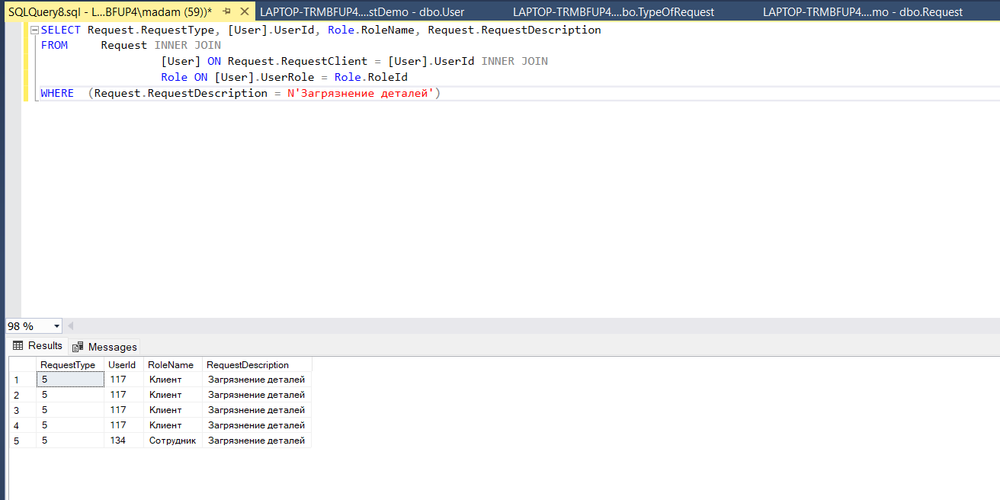 SQLQuery8.sql - L...BFUP4\madam (59))* LAPTOP-TRMBFUP4....stDemo - dbo.User LAPTOP-TRMBFUP4....bo.TypeOfRequest LAPTOP-TRMBFUP4....mo - dbo.Request
SELECT Request.RequestType, [User].UserId, Role.RoleName, Request.RequestDescription
FROM Request INNER JOIN
[User] ON Request.RequestClient = [User].UserId INNER JOIN
Role ON [User].UserRole = Role.RoleId
WHERE (Request.RequestDescription = N'Загрязнение деталей')
98 %
Results Messages
RequestType UserId RoleName RequestDescription
1 5 117 Клиент Загрязнение деталей
2 5 117 Клиент Загрязнение деталей
3 5 117 Клиент Загрязнение деталей
4 5 117 Клиент Загрязнение деталей
5 5 134 Сотрудник Загрязнение деталей